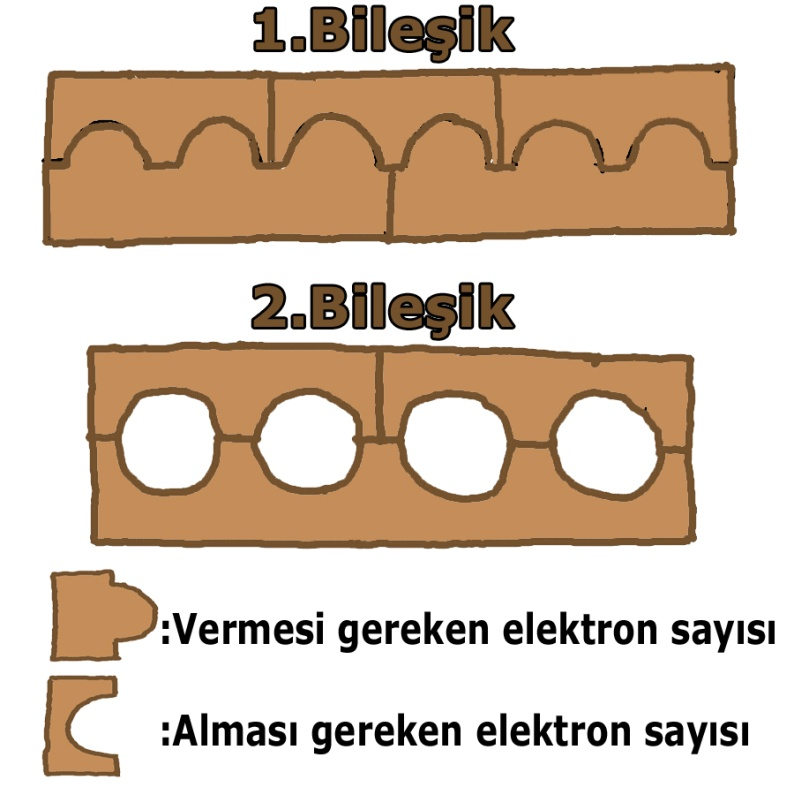 1.Bileşik
2.Bileşik
:Vermesi gereken elektron sayısı
:Alması gereken elektron sayısı